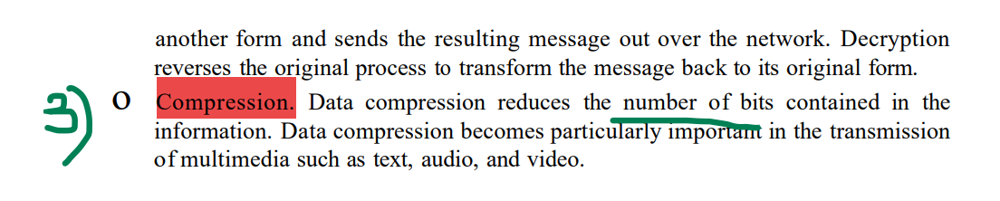 another form and sends the resulting message out over the network. Decryption
reverses the original process to transform the message back to its original form.
3) o Compression. Data compression reduces the number of bits contained in the
information. Data compression becomes particularly important in the transmission
of multimedia such as text, audio, and video.